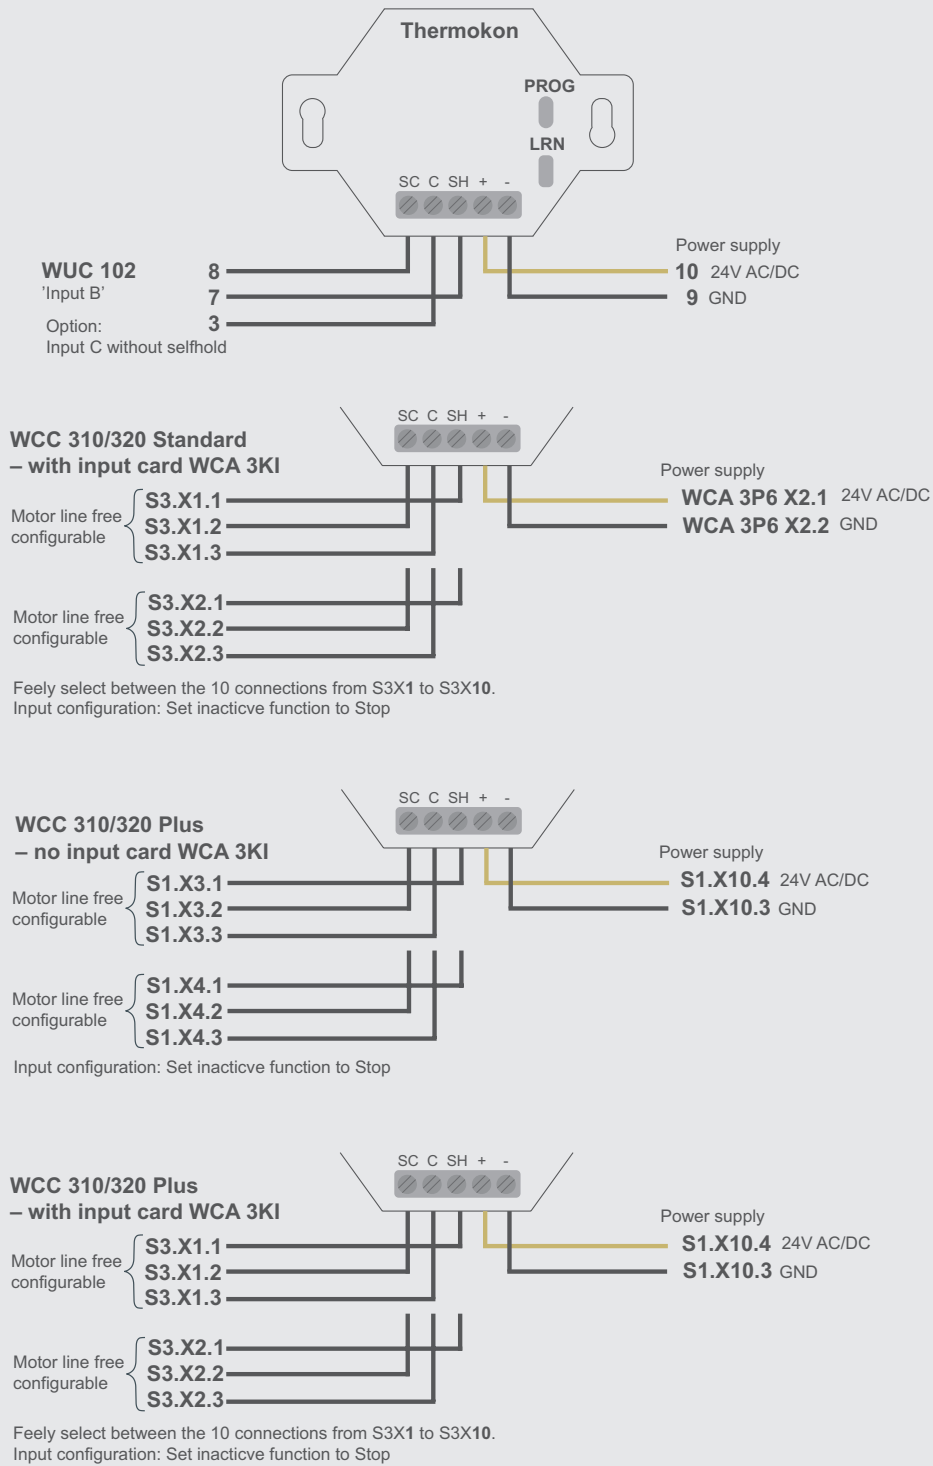 Thermokon
PROG
LRN
SC C SH + -
Power supply
WUC 102 8
10 24V AC/DC
'Input B' 7
9 GND
Option: 3
Input C without selfhold
SC C SH + -
WCC 310/320 Standard
– with input card WCA 3KI
Power supply
Motor line free
configurable
S3.X1.1
S3.X1.2
S3.X1.3
WCA 3P6 X2.1 24V AC/DC
WCA 3P6 X2.2 GND
Motor line free
configurable
S3.X2.1
S3.X2.2
S3.X2.3
Feely select between the 10 connections from S3X1 to S3X10.
Input configuration: Set inacticve function to Stop
SC C SH + -
WCC 310/320 Plus
– no input card WCA 3KI
Power supply
Motor line free
configurable
S1.X3.1
S1.X3.2
S1.X3.3
S1.X10.4 24V AC/DC
S1.X10.3 GND
Motor line free
configurable
S1.X4.1
S1.X4.2
S1.X4.3
Input configuration: Set inacticve function to Stop
SC C SH + -
WCC 310/320 Plus
– with input card WCA 3KI
Power supply
Motor line free
configurable
S3.X1.1
S3.X1.2
S3.X1.3
S1.X10.4 24V AC/DC
S1.X10.3 GND
Motor line free
configurable
S3.X2.1
S3.X2.2
S3.X2.3
Feely select between the 10 connections from S3X1 to S3X10.
Input configuration: Set inacticve function to Stop